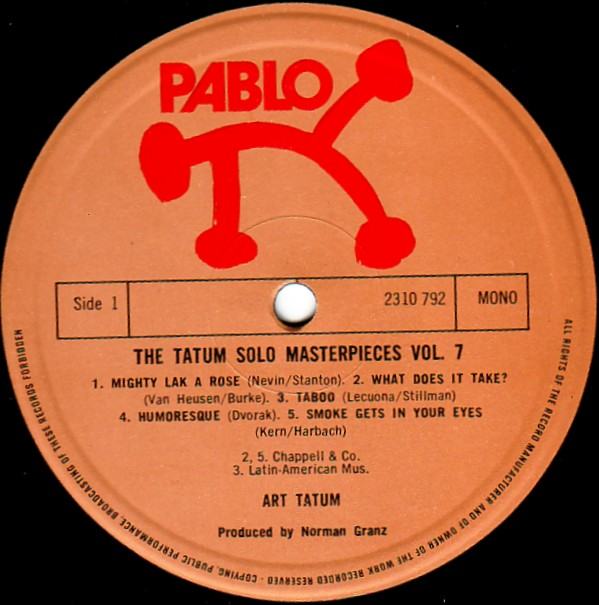 PABLO
Side 1
2310 792
MONO
THE TATUM SOLO MASTERPIECES VOL. 7
1. MIGHTY LAK A ROSE (Nevin/Stanton). 2. WHAT DOES IT TAKE?
(Van Heusen/Burke). 3. TABOO (Lecuona/Stillman)
4. HUMORESQUE (Dvorak). 5. SMOKE GETS IN YOUR EYES
(Kern/Harbach)
2, 5. Chappell & Co.
3. Latin-American Mus.
ART TATUM
Produced by Norman Granz
ALL RIGHTS OF THE RECORD MANUFACTURER AND OF OWNER OF THE WORK RECORDED RESERVED - COPYING, PUBLIC PERFORMANCE, BROADCASTING OF THESE RECORDS FORBIDDEN